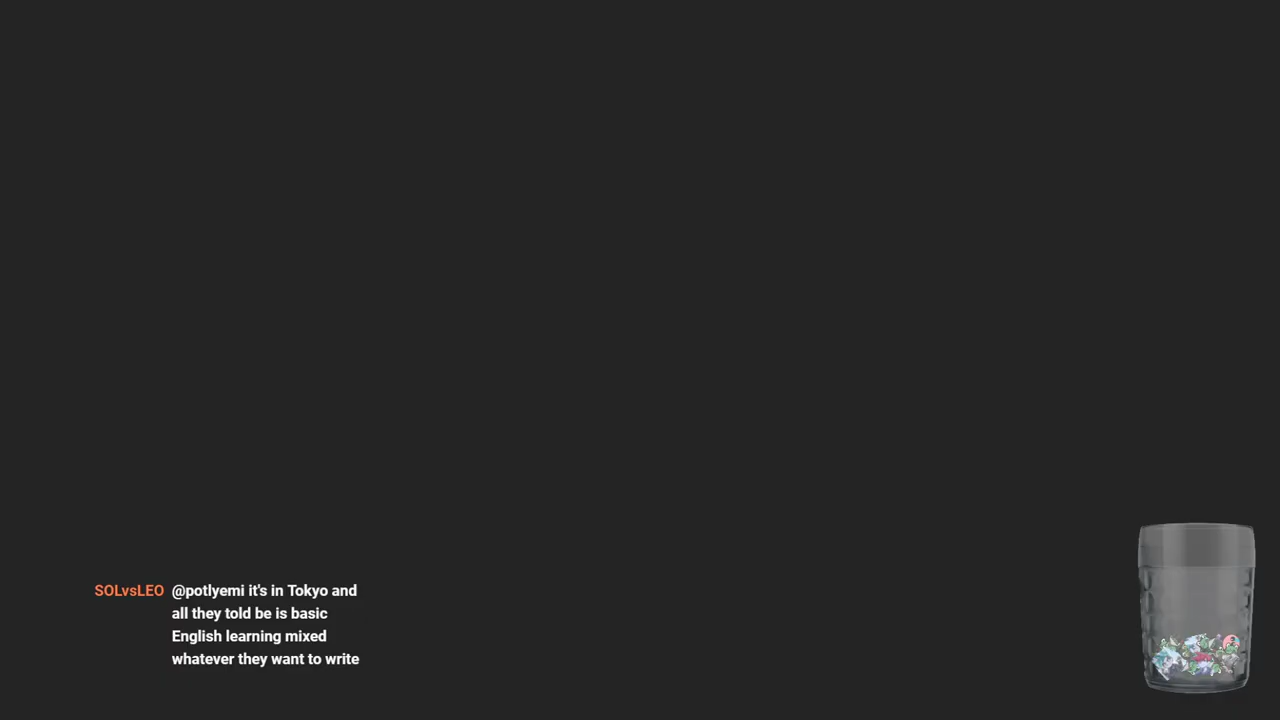 SOLvsLEO @potlyemi it's in Tokyo and
all they told be is basic
English learning mixed
whatever they want to write